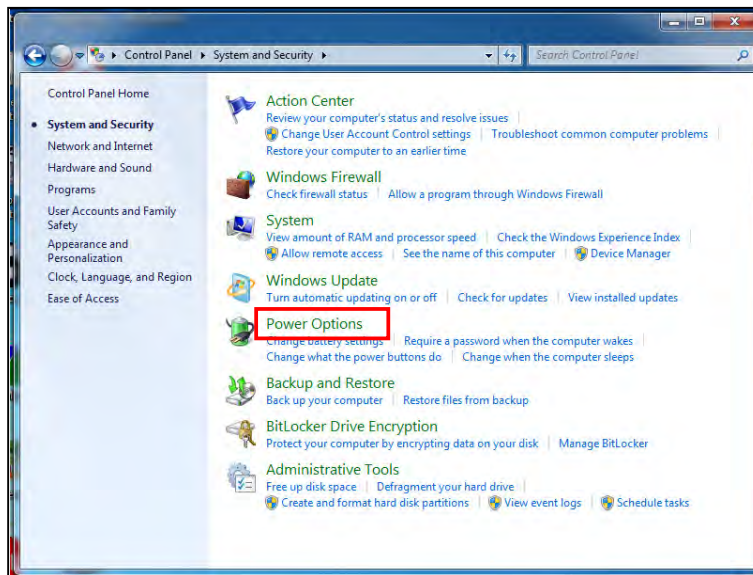 Control Panel ▸ System and Security ▸
Search Control Panel
Control Panel Home
System and Security
Network and Internet
Hardware and Sound
Programs
User Accounts and Family
Safety
Appearance and
Personalization
Clock, Language, and Region
Ease of Access
Action Center
Review your computer's status and resolve issues
Change User Account Control settings
Troubleshoot common computer problems
Restore your computer to an earlier time
Windows Firewall
Check firewall status
Allow a program through Windows Firewall
System
View amount of RAM and processor speed
Check the Windows Experience Index
Allow remote access
See the name of this computer
Device Manager
Windows Update
Turn automatic updating on or off
Check for updates
View installed updates
Power Options
Change battery settings
Require a password when the computer wakes
Change what the power buttons do
Change when the computer sleeps
Backup and Restore
Back up your computer
Restore files from backup
BitLocker Drive Encryption
Protect your computer by encrypting data on your disk
Manage BitLocker
Administrative Tools
Free up disk space
Defragment your hard drive
Create and format hard disk partitions
View event logs
Schedule tasks